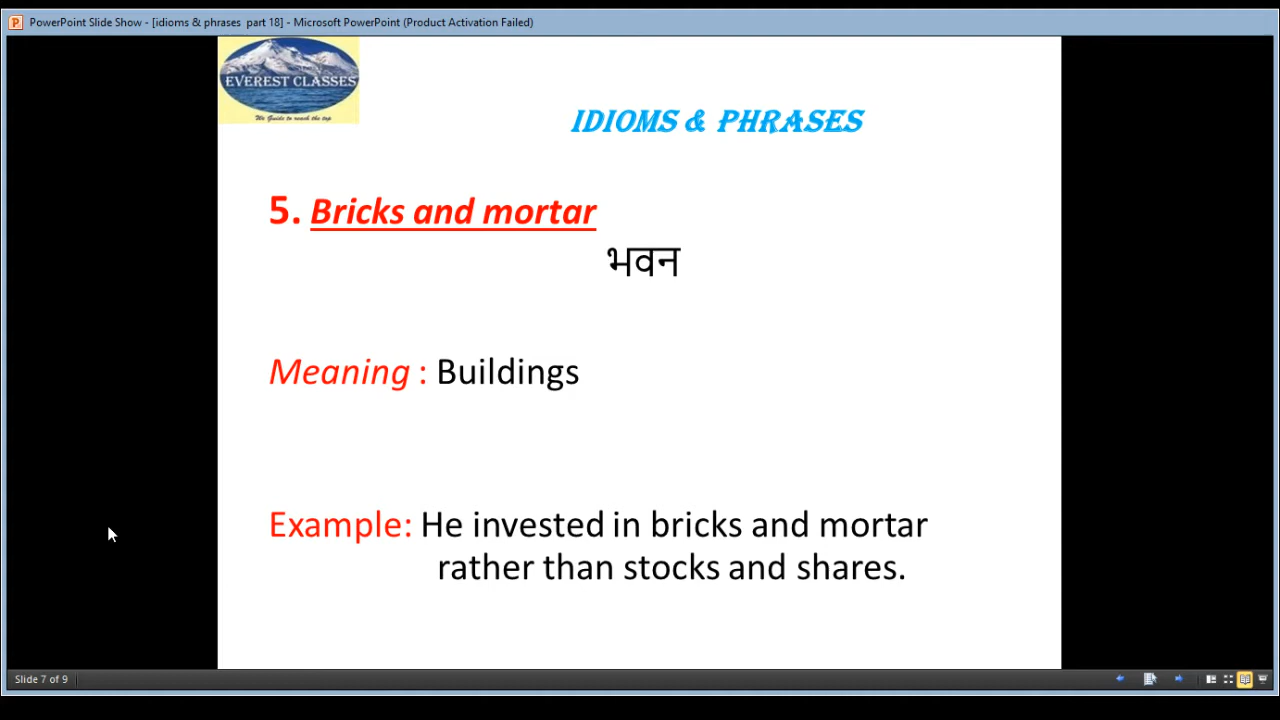 PowerPoint Slide Show - [idioms & phrases  part 18] - Microsoft PowerPoint (Product Activation Failed)
EVEREST CLASSES
We Guide to reach the top
IDIOMS & PHRASES
5. Bricks and mortar
भवन
Meaning : Buildings
Example: He invested in bricks and mortar
rather than stocks and shares.
Slide 7 of 9